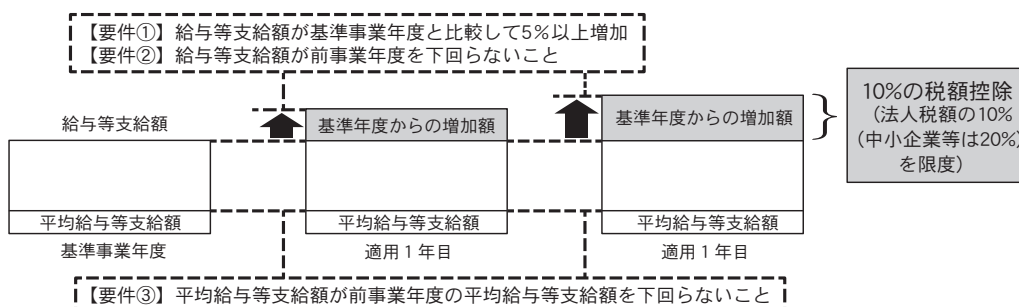 【要件①】給与等支給額が基準事業年度と比較して5％以上増加
【要件②】給与等支給額が前事業年度を下回らないこと
給与等支給額
基準年度からの増加額
基準年度からの増加額
10％の税額控除
（法人税額の10％
（中小企業等は20％）
を限度）
平均給与等支給額
平均給与等支給額
平均給与等支給額
基準事業年度
適用１年目
適用１年目
【要件③】平均給与等支給額が前事業年度の平均給与等支給額を下回らないこと